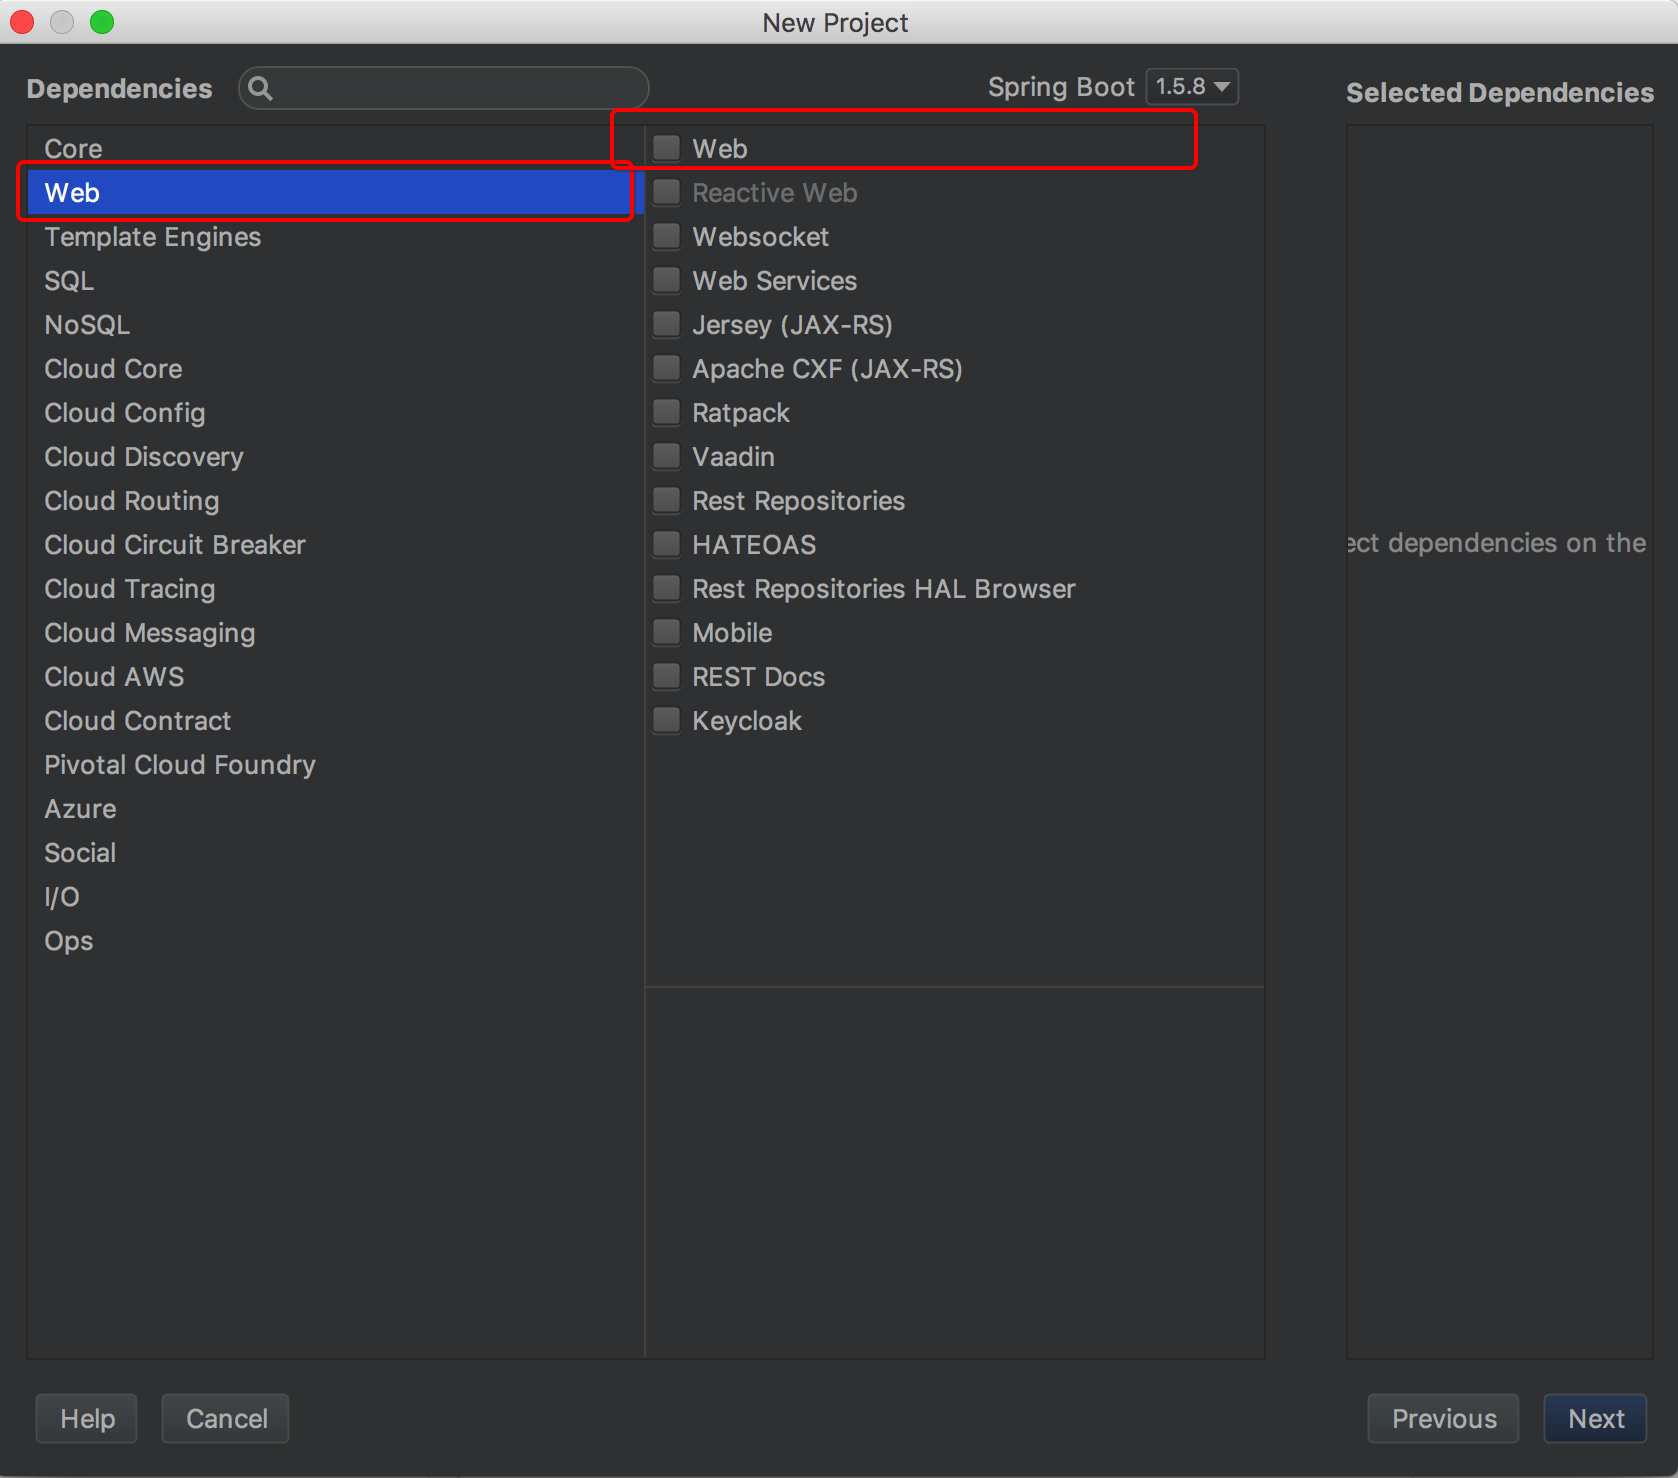 New Project
Dependencies
Spring Boot 1.5.8
Selected Dependencies
Core
Web
Template Engines
SQL
NoSQL
Cloud Core
Cloud Config
Cloud Discovery
Cloud Routing
Cloud Circuit Breaker
Cloud Tracing
Cloud Messaging
Cloud AWS
Cloud Contract
Pivotal Cloud Foundry
Azure
Social
I/O
Ops
Web
Reactive Web
Websocket
Web Services
Jersey (JAX-RS)
Apache CXF (JAX-RS)
Ratpack
Vaadin
Rest Repositories
HATEOAS
Rest Repositories HAL Browser
Mobile
REST Docs
Keycloak
ect dependencies on the
Help
Cancel
Previous
Next